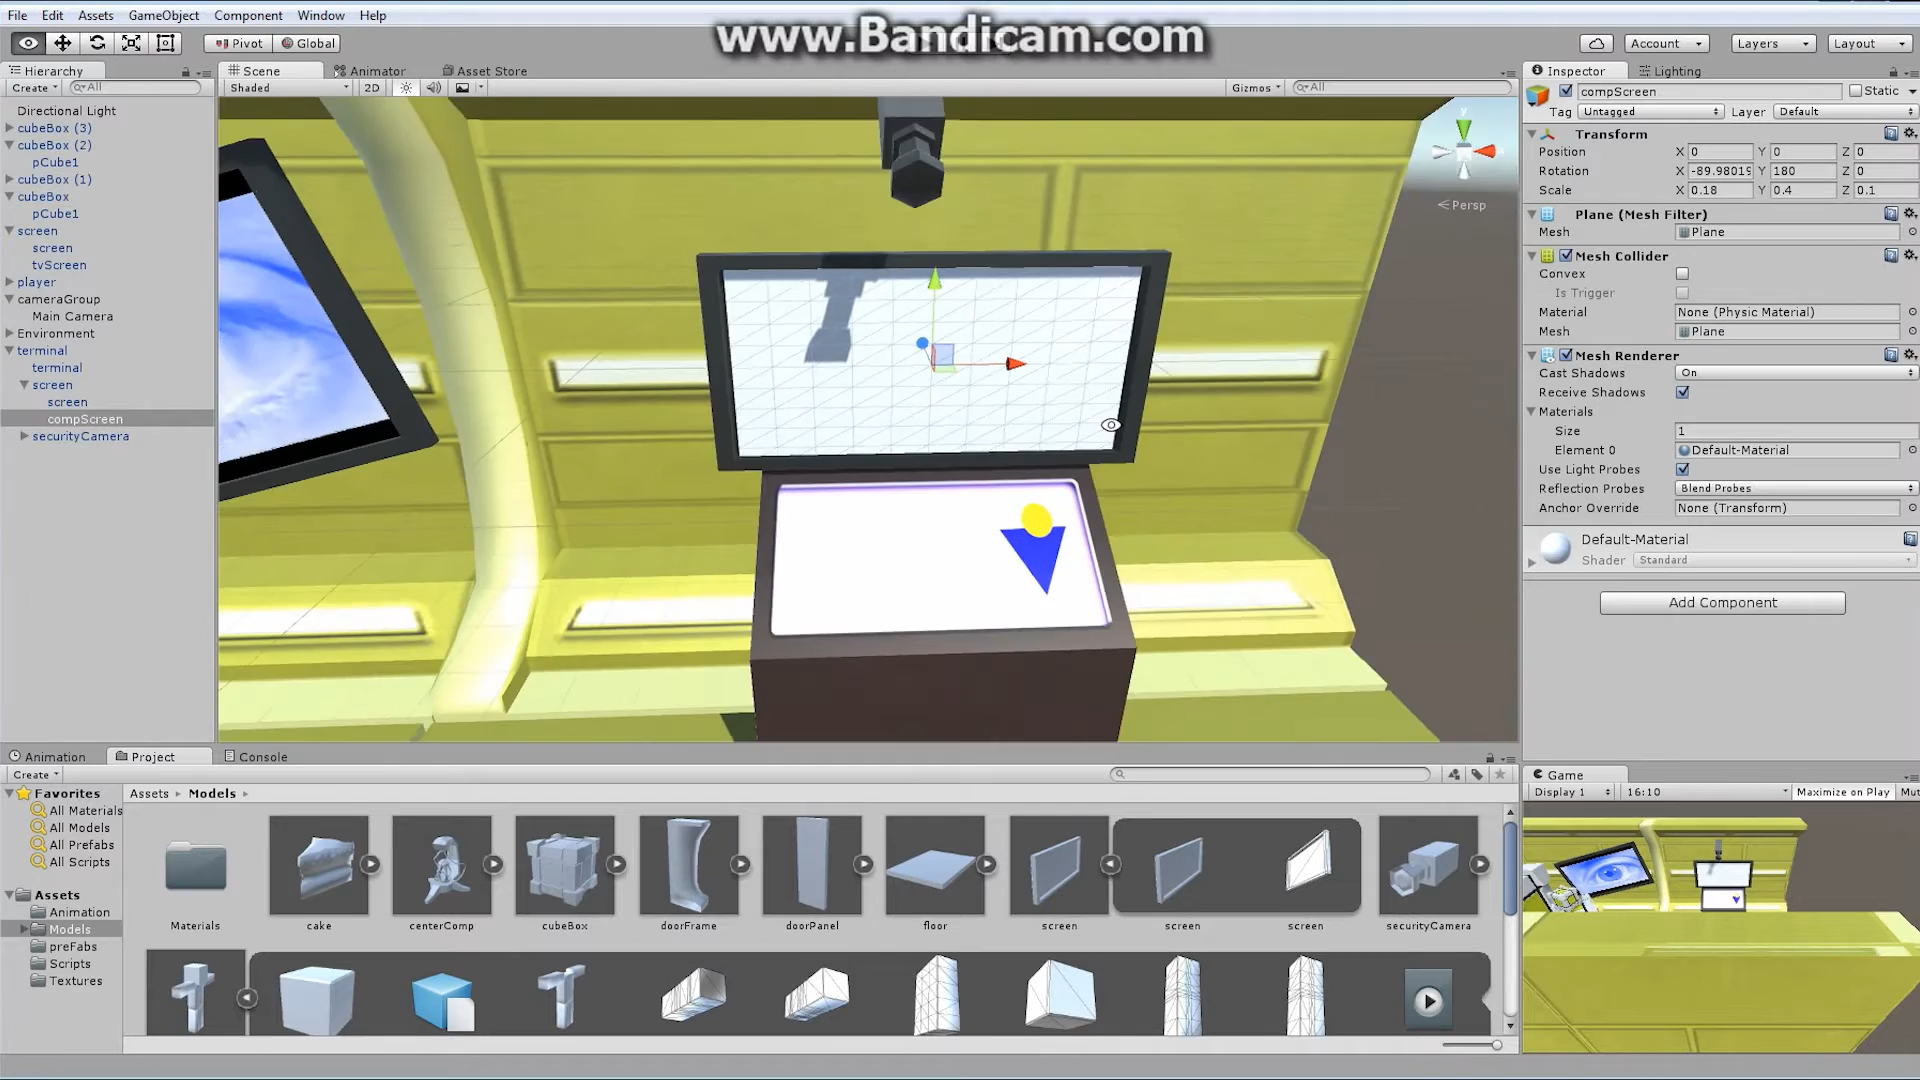 File Edit Assets GameObject Component Window Help
www.Bandicam.com
Pivot Global
Account Layers Layout
Hierarchy
Create All
Directional Light
cubeBox (3)
cubeBox (2)
pCube1
cubeBox (1)
cubeBox
pCube1
screen
screen
tvScreen
player
cameraGroup
Main Camera
Environment
terminal
terminal
screen
screen
compScreen
securityCamera
Scene Animator Asset Store
Shaded 2D Gizmos All
y
Persp
Inspector Lighting
compScreen Static
Tag Untagged Layer Default
Transform
Position X 0 Y 0 Z 0
Rotation X -89.98019 Y 180 Z 0
Scale X 0.18 Y 0.4 Z 0.1
Plane (Mesh Filter)
Mesh Plane
Mesh Collider
Convex
Is Trigger
Material None (Physic Material)
Mesh Plane
Mesh Renderer
Cast Shadows On
Receive Shadows
Materials
Size 1
Element 0 Default-Material
Use Light Probes
Reflection Probes Blend Probes
Anchor Override None (Transform)
Default-Material
Shader Standard
Add Component
Animation Project Console
Create
Favorites
All Materials
All Models
All Prefabs
All Scripts
Assets
Animation
Models
preFabs
Scripts
Textures
Assets Models
Materials cake centerComp cubeBox doorFrame doorPanel floor screen screen screen securityCamera
Game
Display 1 16:10 Maximize on Play Mut